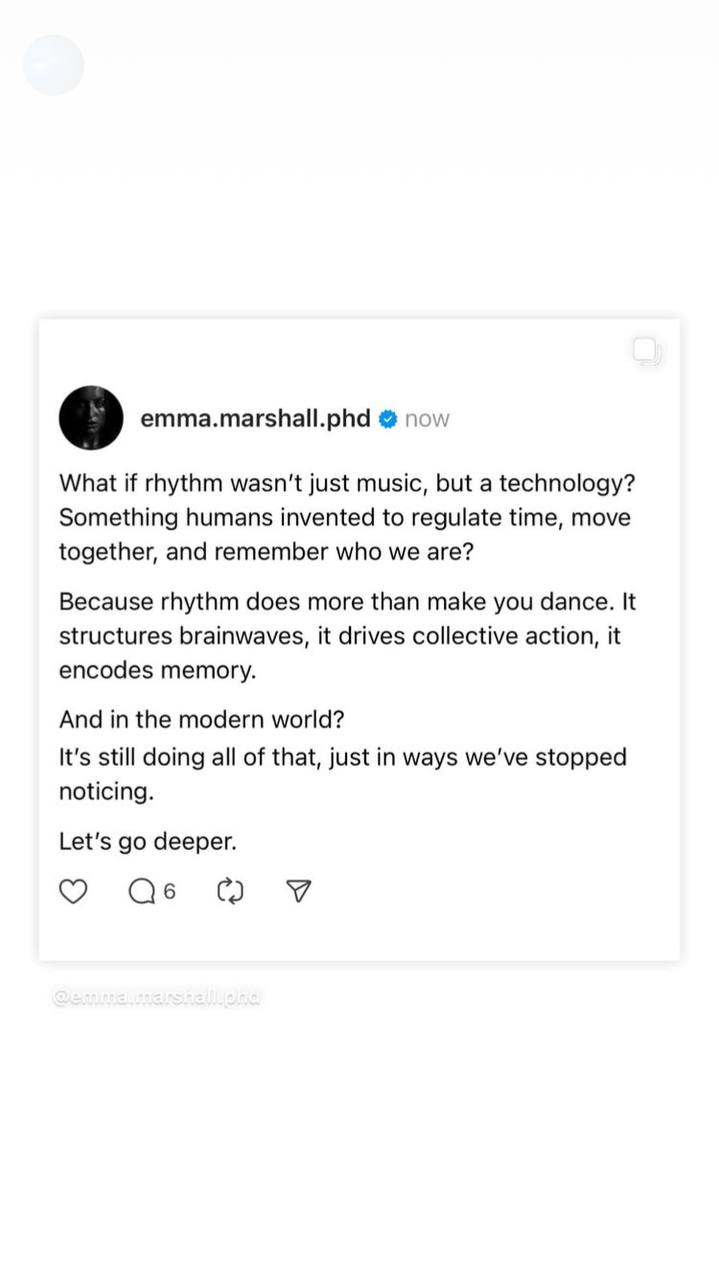 emma.marshall.phd now
What if rhythm wasn't just music, but a technology?
Something humans invented to regulate time, move
together, and remember who we are?
Because rhythm does more than make you dance. It
structures brainwaves, it drives collective action, it
encodes memory.
And in the modern world?
It's still doing all of that, just in ways we've stopped
noticing.
Let's go deeper.
6
@emma.marshall.phd